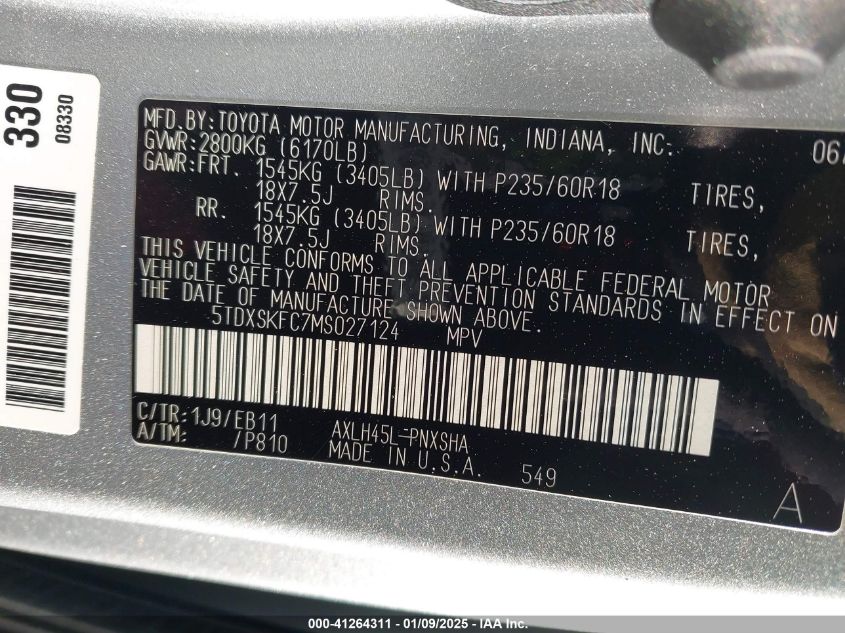 330
08330
MFD.BY:TOYOTA MOTOR MANUFACTURING, INDIANA, INC. 06/
GVWR:2800KG (6170LB)
GAWR:FRT. 1545KG (3405LB) WITH P235/60R18 TIRES,
18X7.5J RIMS.
RR. 1545KG (3405LB) WITH P235/60R18 TIRES,
18X7.5J RIMS.
THIS VEHICLE CONFORMS TO ALL APPLICABLE FEDERAL MOTOR
VEHICLE SAFETY AND THEFT PREVENTION STANDARDS IN EFFECT ON
THE DATE OF MANUFACTURE SHOWN ABOVE.
5TDXSKFC7MS027124 MPV
C/TR:1J9/EB11 AXLH45L-PNXSHA
A/TM: /P810 MADE IN U.S.A. 549
A
000-41264311 - 01/09/2025 - IAA Inc.